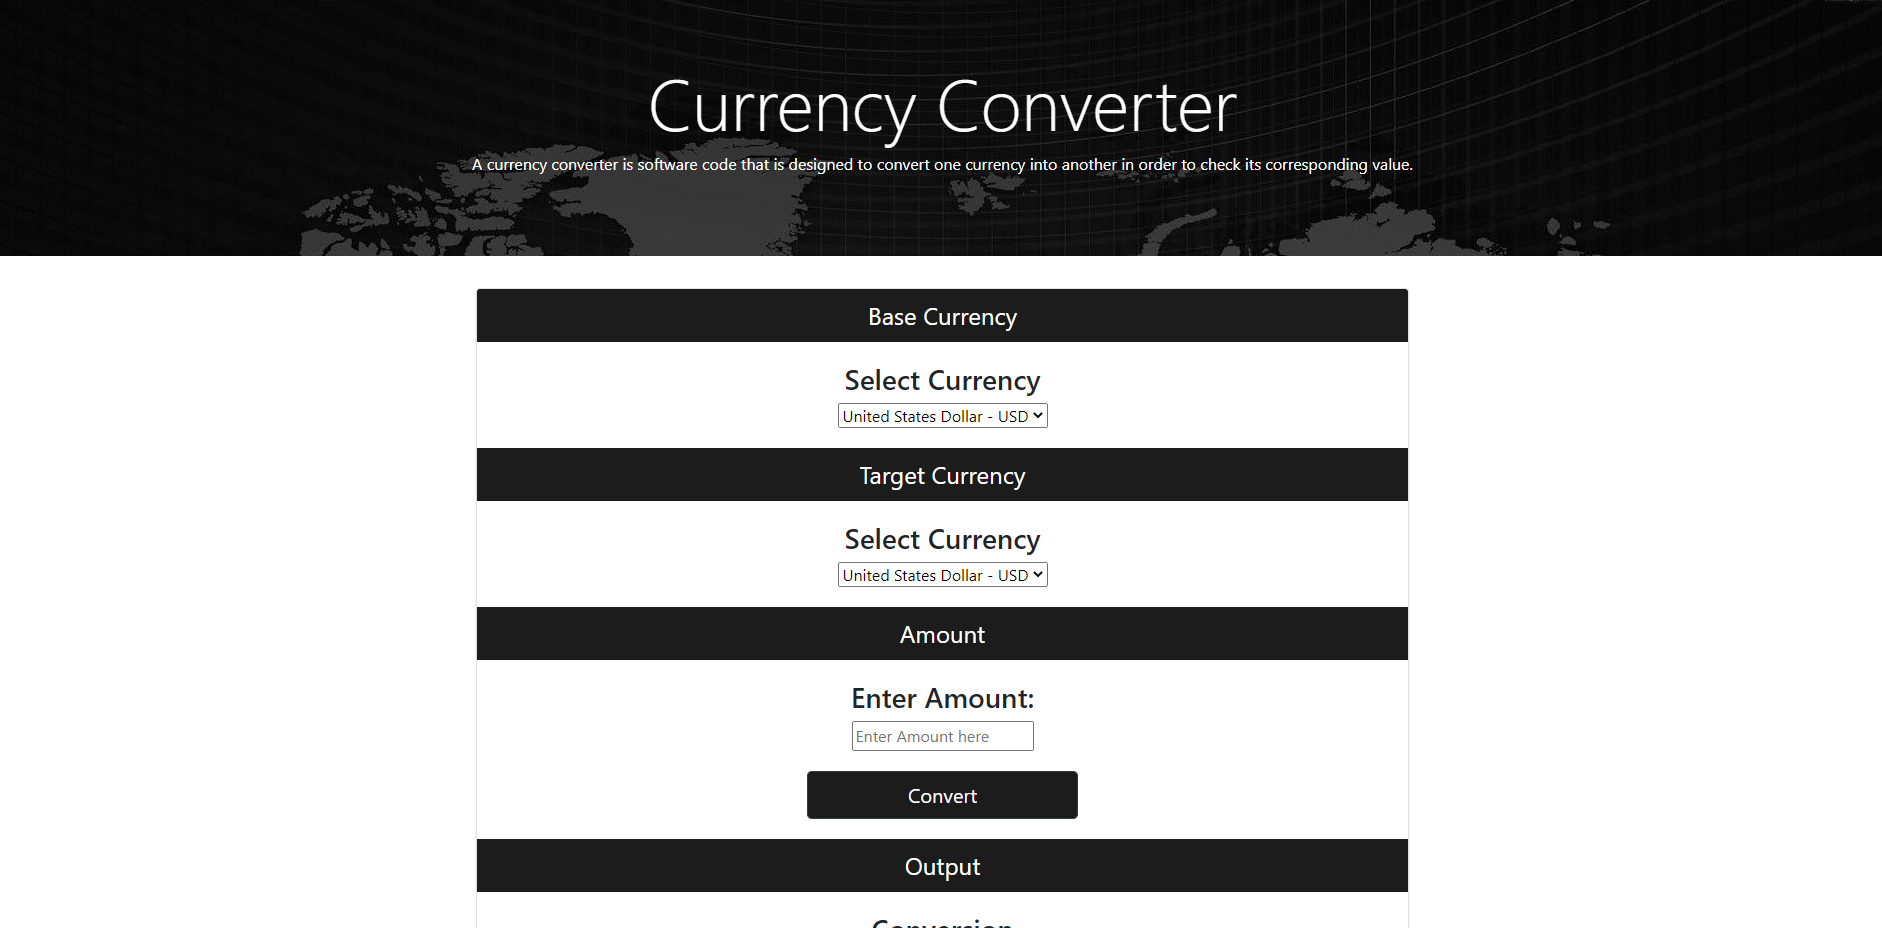 Currency Converter
A currency converter is software code that is designed to convert one currency into another in order to check its corresponding value.
Base Currency
Select Currency
United States Dollar - USD
Target Currency
Select Currency
United States Dollar - USD
Amount
Enter Amount:
Enter Amount here
Convert
Output
Conversion